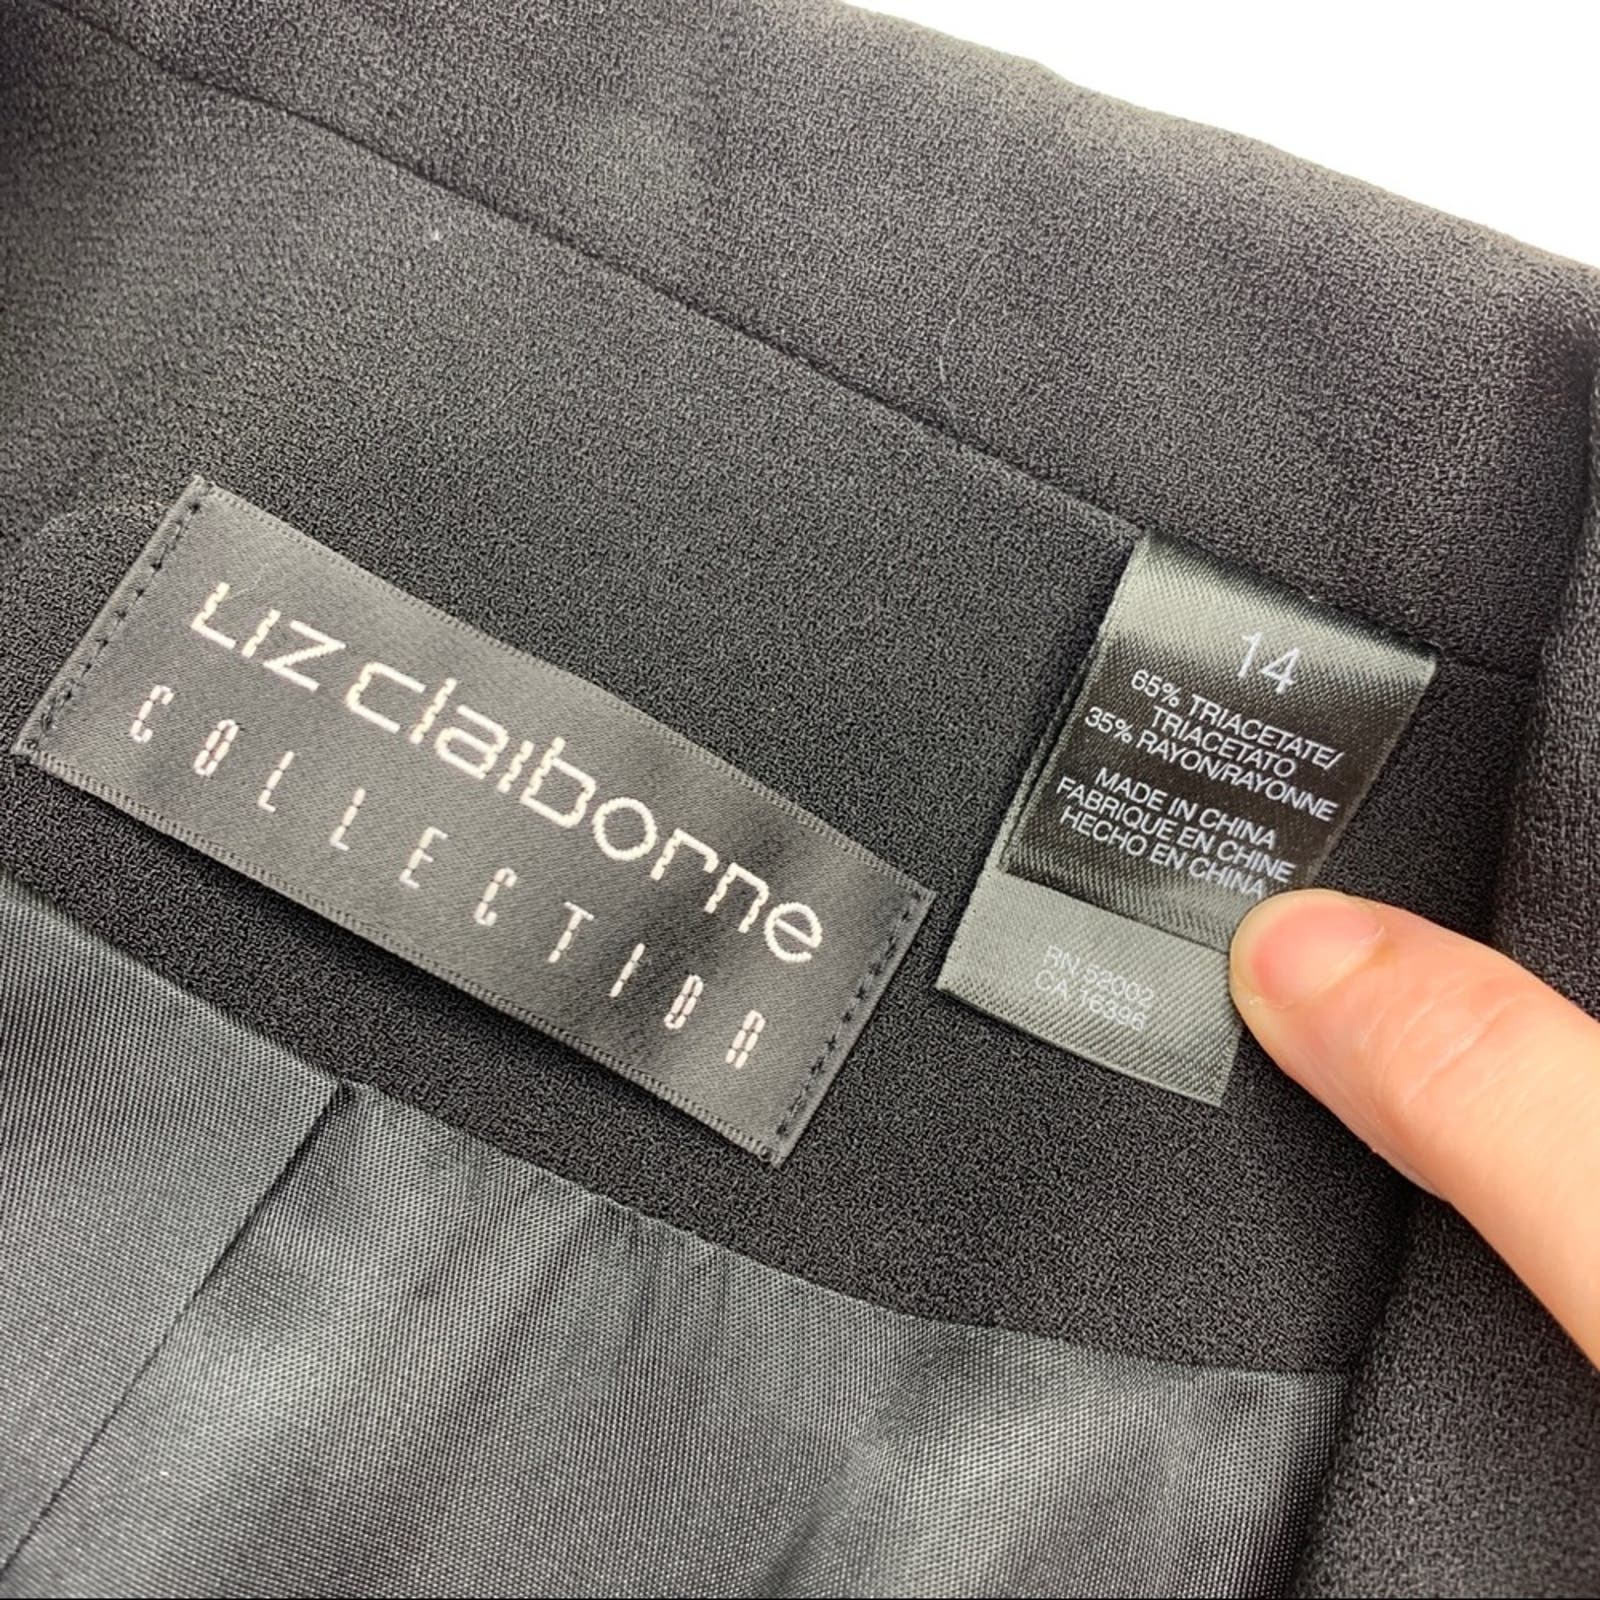 LIZ claiborne
COLLECTION
14
65% TRIACETATE/
TRIACETATO
35% RAYON/RAYONNE
MADE IN CHINA
FABRIQUE EN CHINE
HECHO EN CHINA
RN 52002
CA 16396